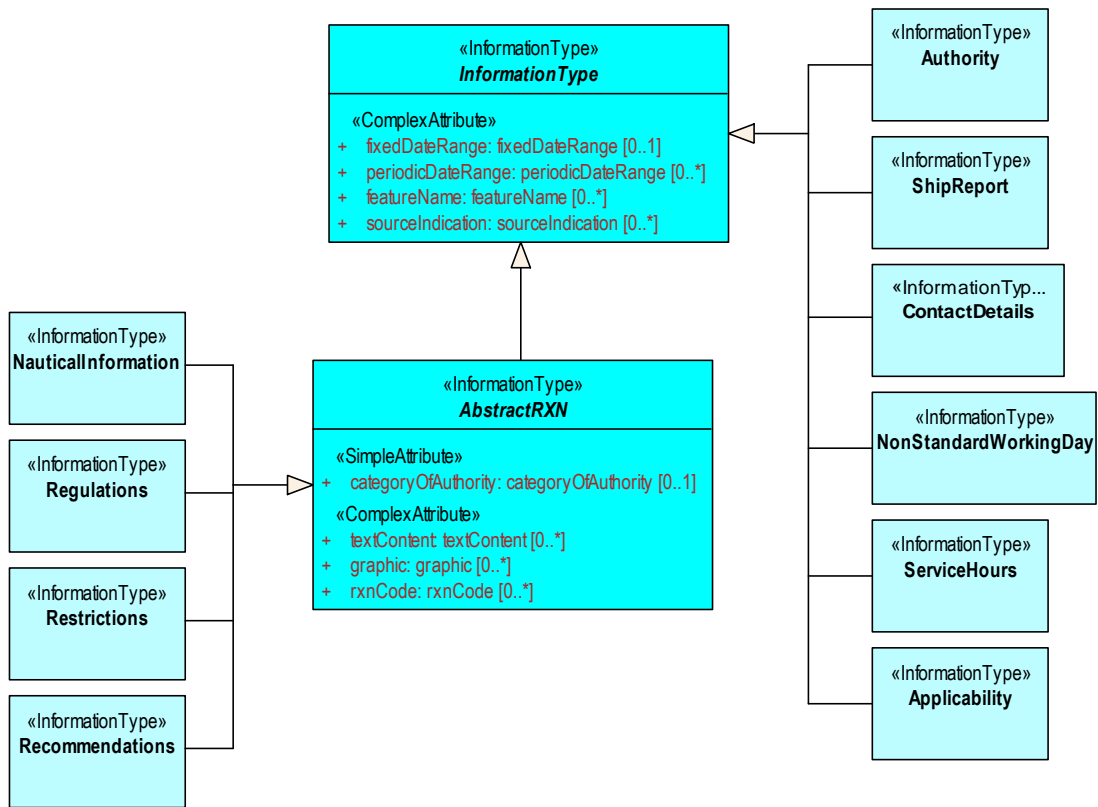 «InformationType»
InformationType
«ComplexAttribute»
+ fixedDateRange: fixedDateRange [0..1]
+ periodicDateRange: periodicDateRange [0..*]
+ featureName: featureName [0..*]
+ sourceIndication: sourceIndication [0..*]
«InformationType»
Authority
«InformationType»
ShipReport
«InformationTyp...
ContactDetails
«InformationType»
NonStandardWorkingDay
«InformationType»
ServiceHours
«InformationType»
Applicability
«InformationType»
AbstractRXN
«SimpleAttribute»
+ categoryOfAuthority: categoryOfAuthority [0..1]
«ComplexAttribute»
+ textContent: textContent [0..*]
+ graphic: graphic [0..*]
+ rxnCode: rxnCode [0..*]
«InformationType»
NauticalInformation
«InformationType»
Regulations
«InformationType»
Restrictions
«InformationType»
Recommendations